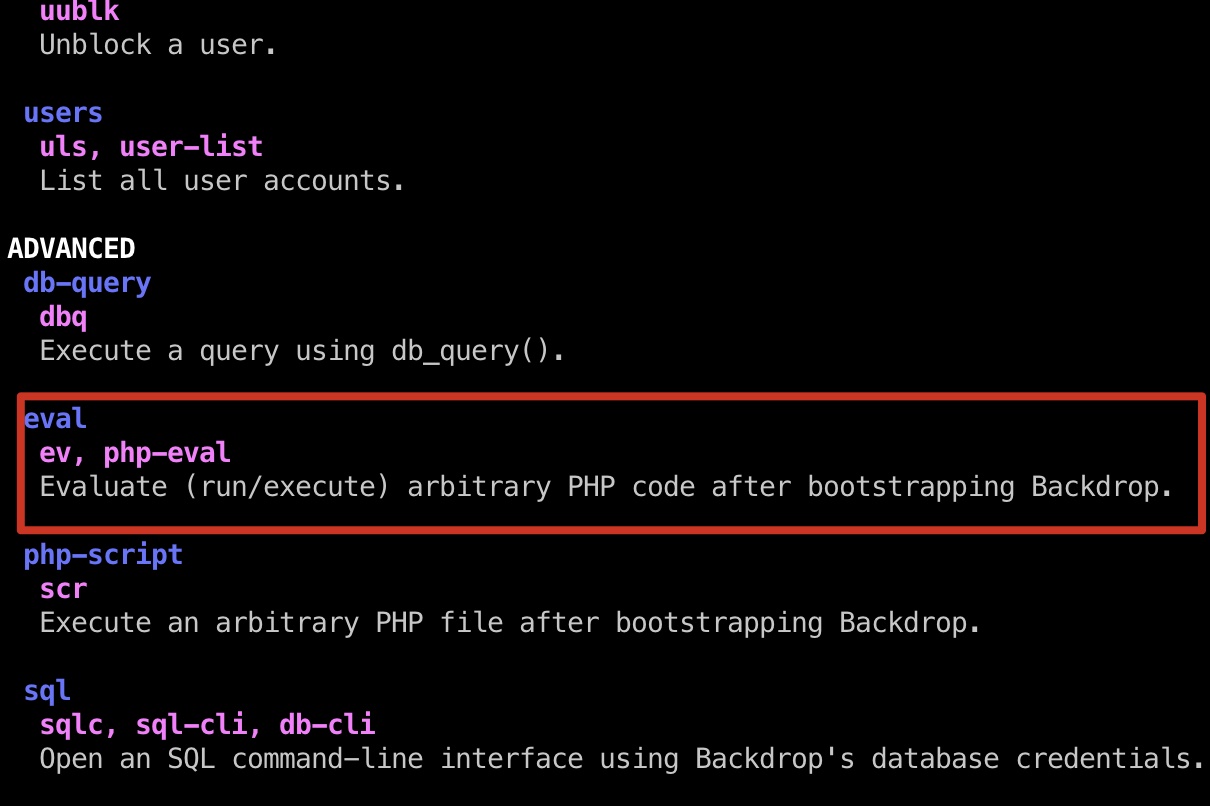 uublk
Unblock a user.
users
uls, user-list
List all user accounts.
ADVANCED
db-query
dbq
Execute a query using db_query().
eval
ev, php-eval
Evaluate (run/execute) arbitrary PHP code after bootstrapping Backdrop.
php-script
scr
Execute an arbitrary PHP file after bootstrapping Backdrop.
sql
sqlc, sql-cli, db-cli
Open an SQL command-line interface using Backdrop's database credentials.